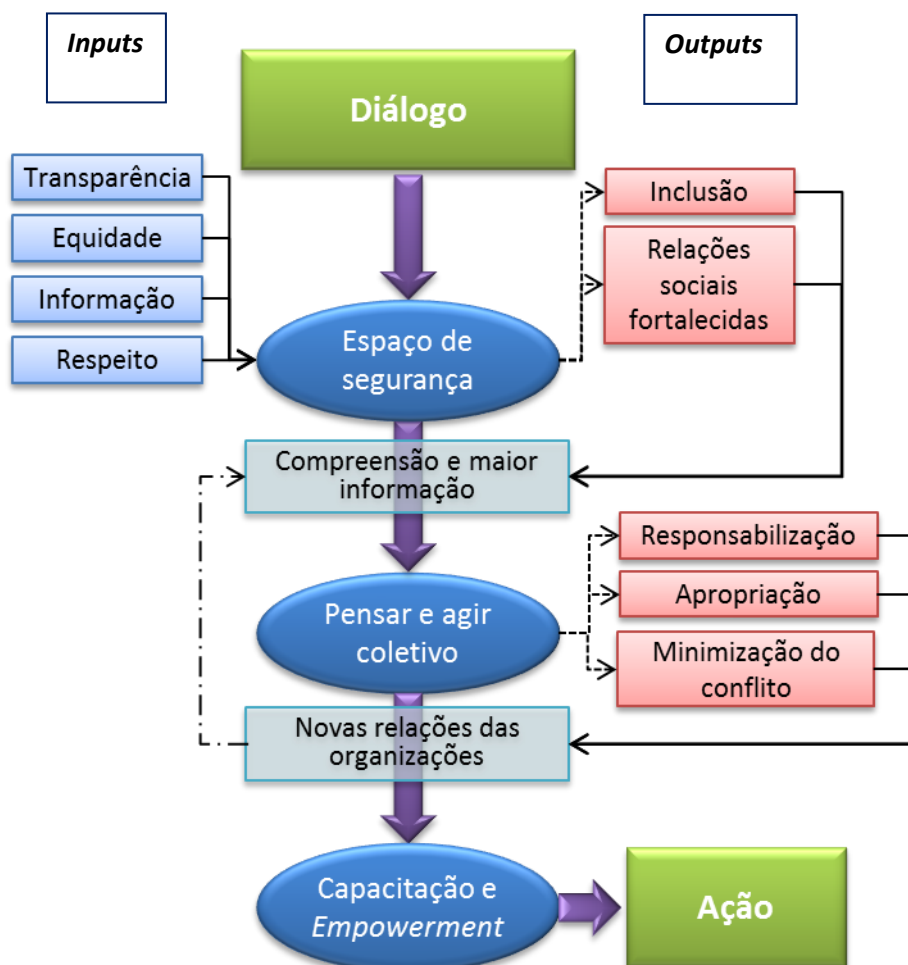 Inputs
Outputs
Diálogo
Transparência
Equidade
Informação
Respeito
Espaço de
segurança
Inclusão
Relações
sociais
fortalecidas
Compreensão e maior
informação
Pensar e agir
coletivo
Responsabilização
Apropriação
Minimização do
conflito
Novas relações das
organizações
Capacitação e
Empowerment
Ação